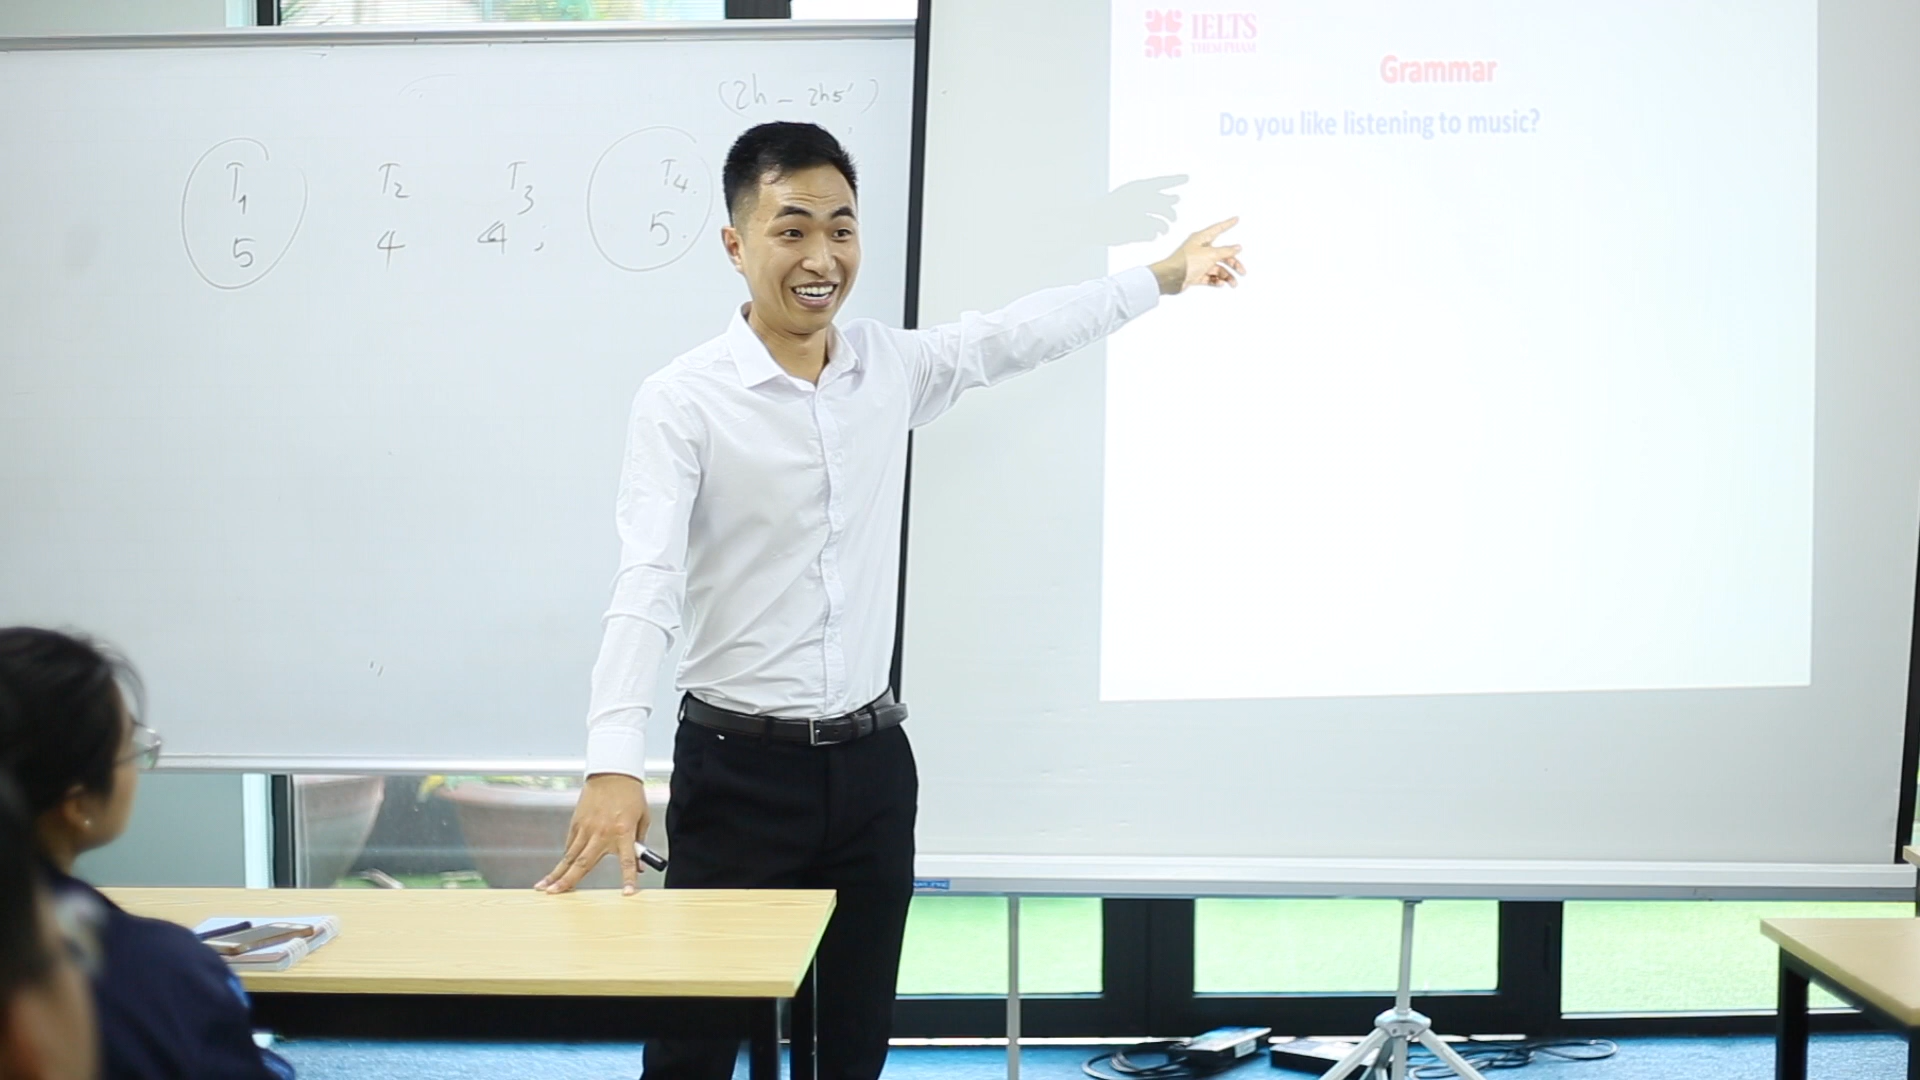 (2h - 2h5')
T1 T2 T3 T4.
5 4 4 ; 5.
IELTS
Grammar
Do you like listening to music?